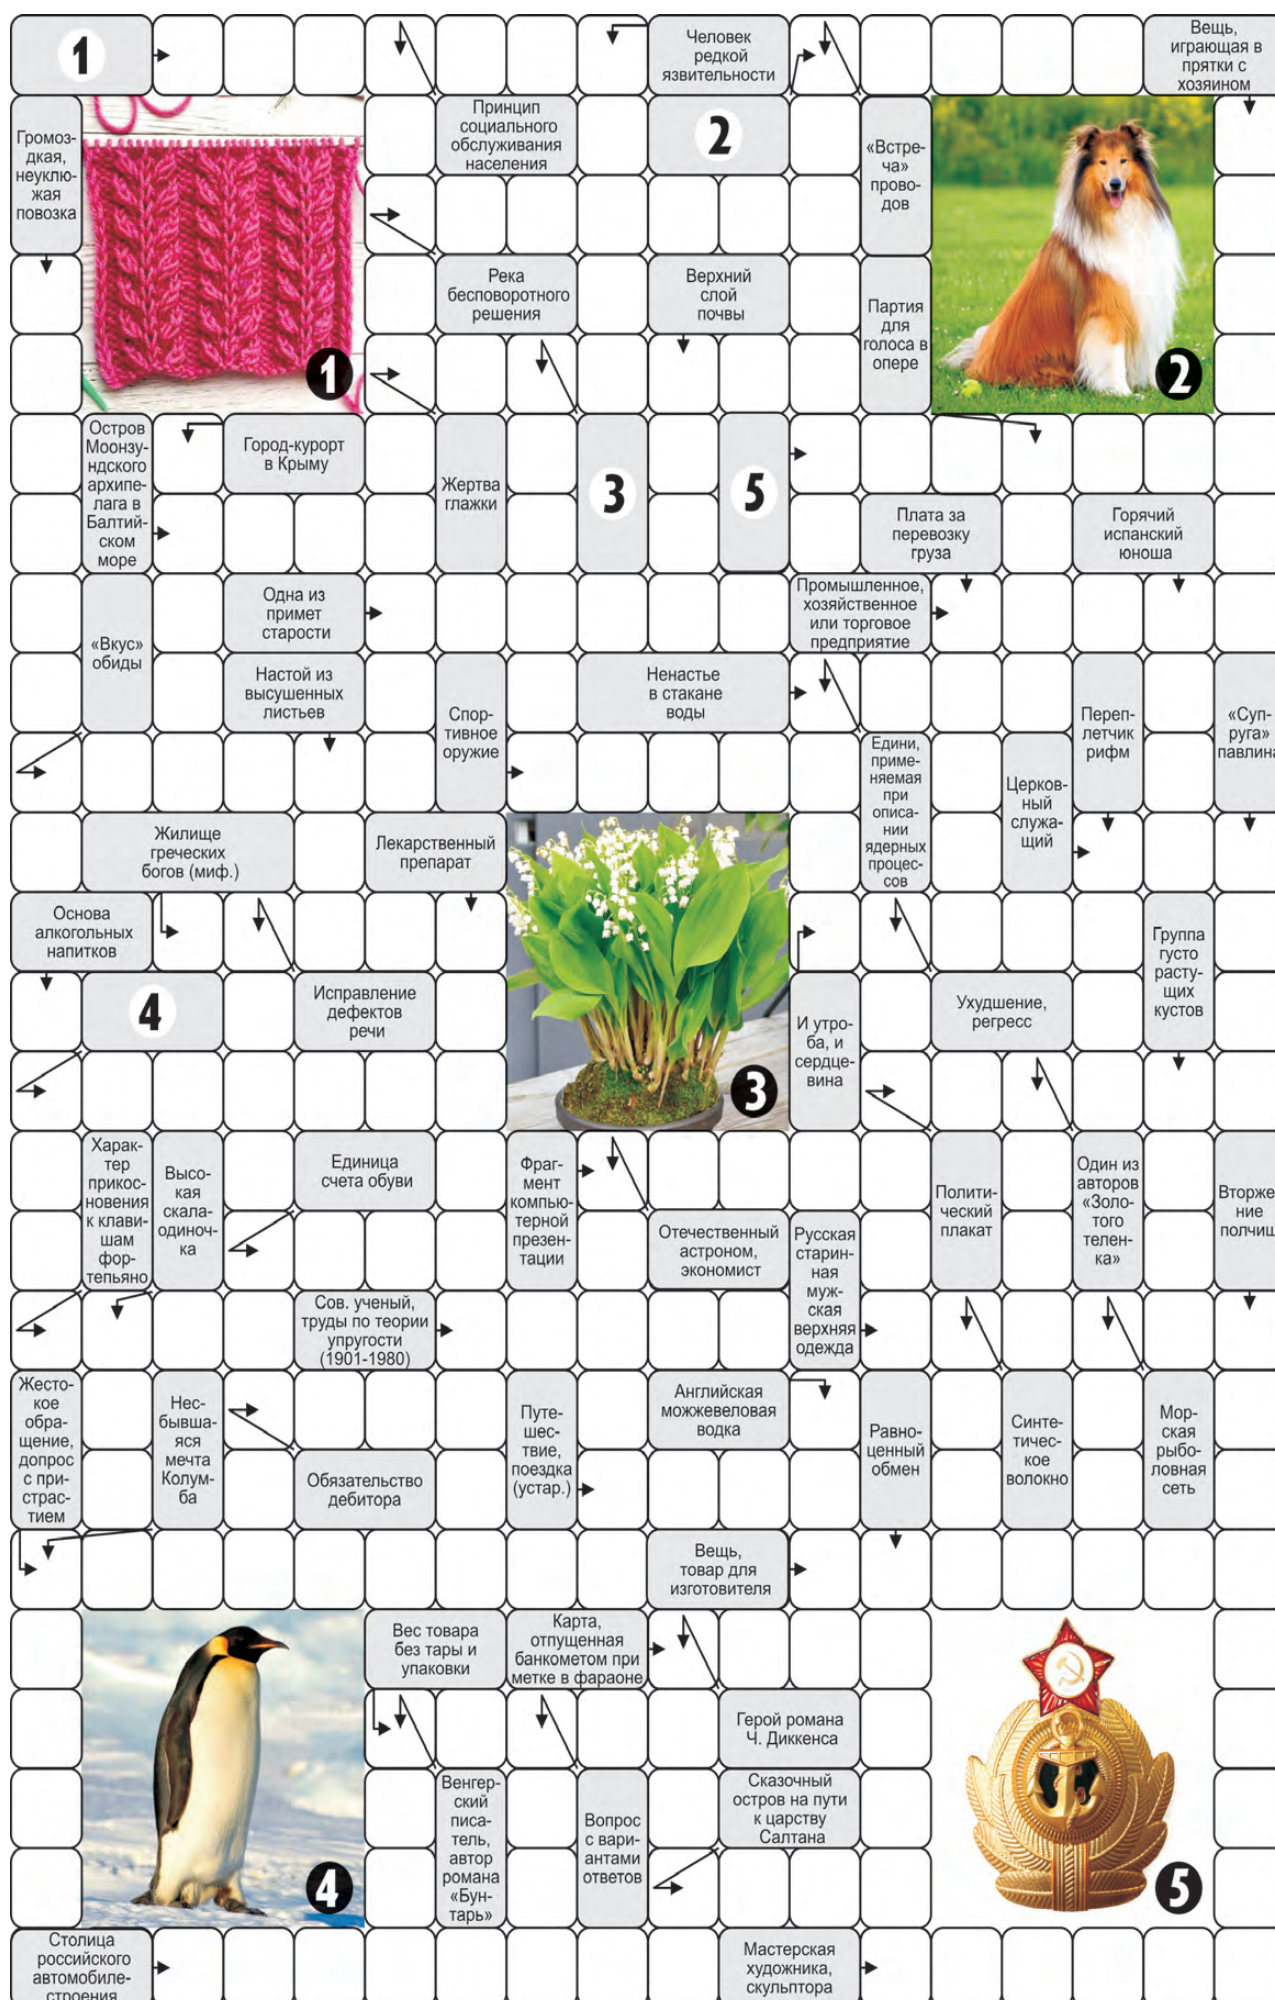 1
Человек
редкой
язвительности
Вещь,
играющая в
прятки с
хозяином
Громоз-
дкая,
неуклю-
жая
повозка
Принцип
социального
обслуживания
населения
2
«Встре-
ча»
прово-
дов
Река
бесповоротного
решения
Верхний
слой
почвы
Партия
для
голоса в
опере
1
2
Остров
Моонзу-
ндского
архипе-
лага в
Балтий-
ском
море
Город-курорт
в Крыму
Жертва
глажки
3
5
Плата за
перевозку
груза
Горячий
испанский
юноша
«Вкус»
обиды
Одна из
примет
старости
Промышленное,
хозяйственное
или торговое
предприятие
Настой из
высушенных
листьев
Спор-
тивное
оружие
Ненастье
в стакане
воды
Переп-
летчик
рифм
«Суп-
руга»
павлина
Едини,
приме-
няемая
при
описа-
нии
ядерных
процес-
сов
Церков-
ный
служа-
щий
Жилище
греческих
богов (миф.)
Лекарственный
препарат
Основа
алкогольных
напитков
Группа
густо
расту-
щих
кустов
4
Исправление
дефектов
речи
И утро-
ба, и
сердце-
вина
Ухудшение,
регресс
3
Харак-
тер
прикос-
новения
к клави-
шам
фор-
тепьяно
Высо-
кая
скала-
одиноч-
ка
Единица
счета обуви
Фраг-
мент
компью-
терной
презен-
тации
Полити-
ческий
плакат
Один из
авторов
«Золо-
того
телен-
ка»
Вторже-
ние
полчищ
Отечественный
астроном,
экономист
Русская
старин-
ная
муж-
ская
верхняя
одежда
Сов. ученый,
труды по теории
упругости
(1901-1980)
Жесто-
кое
обра-
щение,
допрос
с при-
страс-
тием
Нес-
бывша-
яся
мечта
Колум-
ба
Путе-
шес-
твие,
поездка
(устар.)
Английская
можжевеловая
водка
Равно-
ценный
обмен
Синте-
тичес-
кое
волокно
Мор-
ская
рыбо-
ловная
сеть
Обязательство
дебитора
Вещь,
товар для
изготовителя
Вес товара
без тары и
упаковки
Карта,
отпущенная
банкометом при
метке в фараоне
Герой романа
Ч. Диккенса
Венгер-
ский
писа-
тель,
автор
романа
«Бун-
тарь»
Вопрос
с вари-
антами
ответов
Сказочный
остров на пути
к царству
Салтана
4
5
Столица
российского
автомобиле-
строения
Мастерская
художника,
скульптора